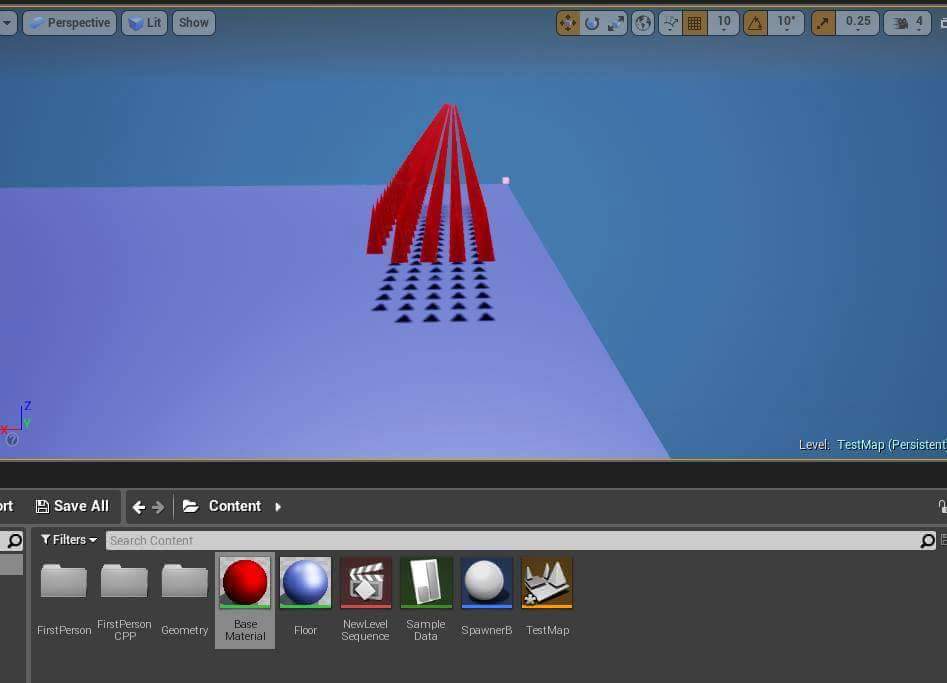 Perspective Lit Show 10 10° 0.25 4
Z
X Y
?
Level: TestMap (Persistent
ort Save All Content
Filters Search Content
FirstPerson
FirstPerson
CPP
Geometry
Base
Material
Floor
NewLevel
Sequence
Sample
Data
SpawnerB
TestMap